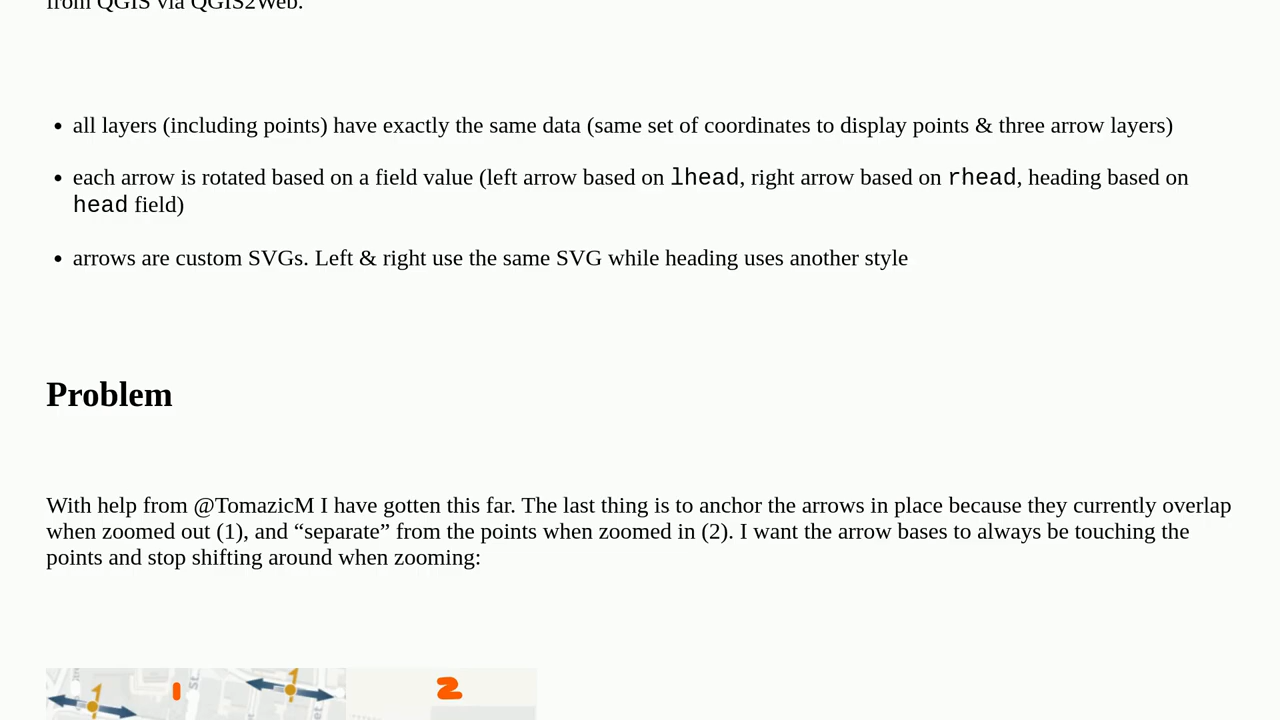 from QGIS via QGIS2Web.
• all layers (including points) have exactly the same data (same set of coordinates to display points & three arrow layers)
• each arrow is rotated based on a field value (left arrow based on lhead, right arrow based on rhead, heading based on
head field)
• arrows are custom SVGs. Left & right use the same SVG while heading uses another style
Problem
With help from @TomazicM I have gotten this far. The last thing is to anchor the arrows in place because they currently overlap
when zoomed out (1), and “separate” from the points when zoomed in (2). I want the arrow bases to always be touching the
points and stop shifting around when zooming:
1 2